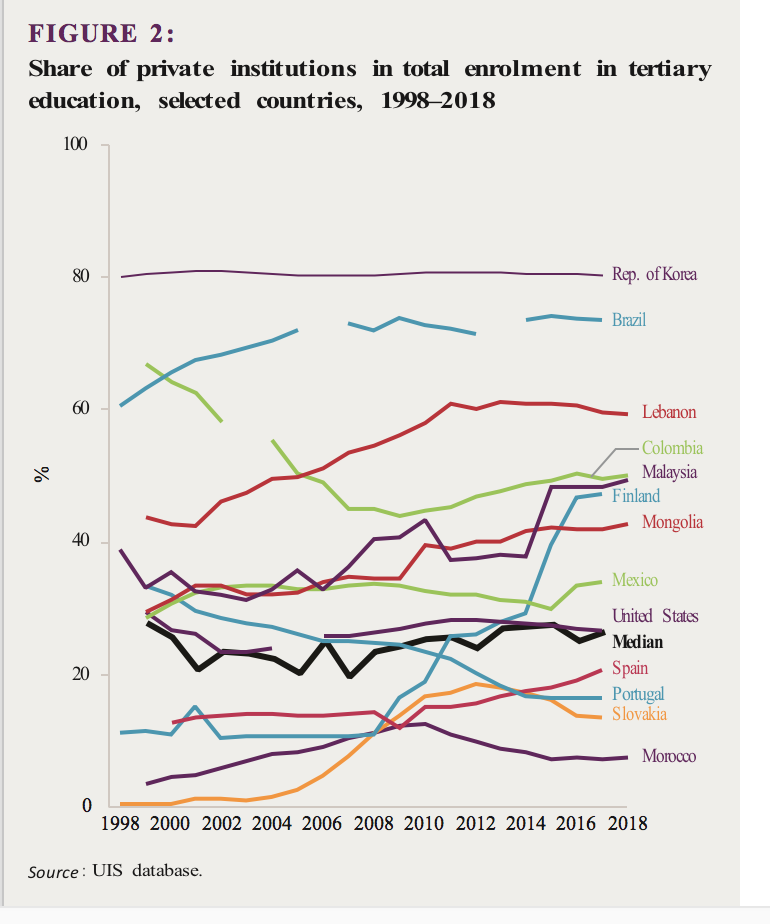 FIGURE 2:
Share of private institutions in total enrolment in tertiary
education, selected countries, 1998–2018
100
80
60
40
20
0
%
Rep. of Korea
Brazil
Lebanon
Colombia
Malaysia
Finland
Mongolia
Mexico
United States
Median
Spain
Portugal
Slovakia
Morocco
1998 2000 2002 2004 2006 2008 2010 2012 2014 2016 2018
Source: UIS database.